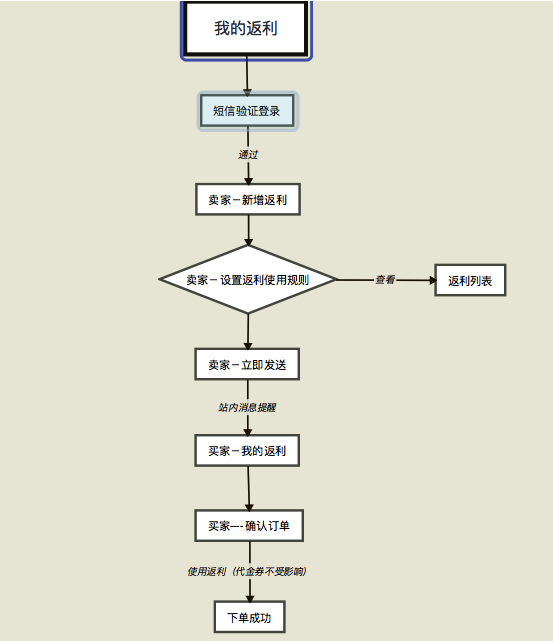 我的返利
短信验证登录
通过
卖家－新增返利
卖家－设置返利使用规则
查看
返利列表
卖家－立即发送
站内消息提醒
买家－我的返利
买家---- 确认订单
使用返利（代金券不受影响）
下单成功